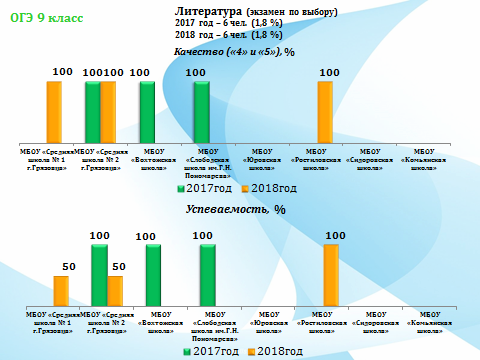 ОГЭ 9 класс
Литература (экзамен по выбору)
2017 год – 6 чел. (1,8 %)
2018 год – 6 чел. (1,8 %)
Качество («4» и «5»), %
100 100 100 100 100 100
МБОУ «Средняя школа № 1 г.Грязовца»
МБОУ «Средняя школа № 2 г.Грязовца»
МБОУ «Вохтожская школа»
МБОУ «Слободская школа им.Г.Н. Пономарева»
МБОУ «Юровская школа»
МБОУ «Ростиловская школа»
МБОУ «Сидоровская школа»
МБОУ «Комьянская школа»
2017год 2018год
Успеваемость, %
50 100 50 100 100 100
МБОУ «Средняя школа № 1 г.Грязовца»
МБОУ «Средняя школа № 2 г.Грязовца»
МБОУ «Вохтожская школа»
МБОУ «Слободская школа им.Г.Н. Пономарева»
МБОУ «Юровская школа»
МБОУ «Ростиловская школа»
МБОУ «Сидоровская школа»
МБОУ «Комьянская школа»
2017год 2018год